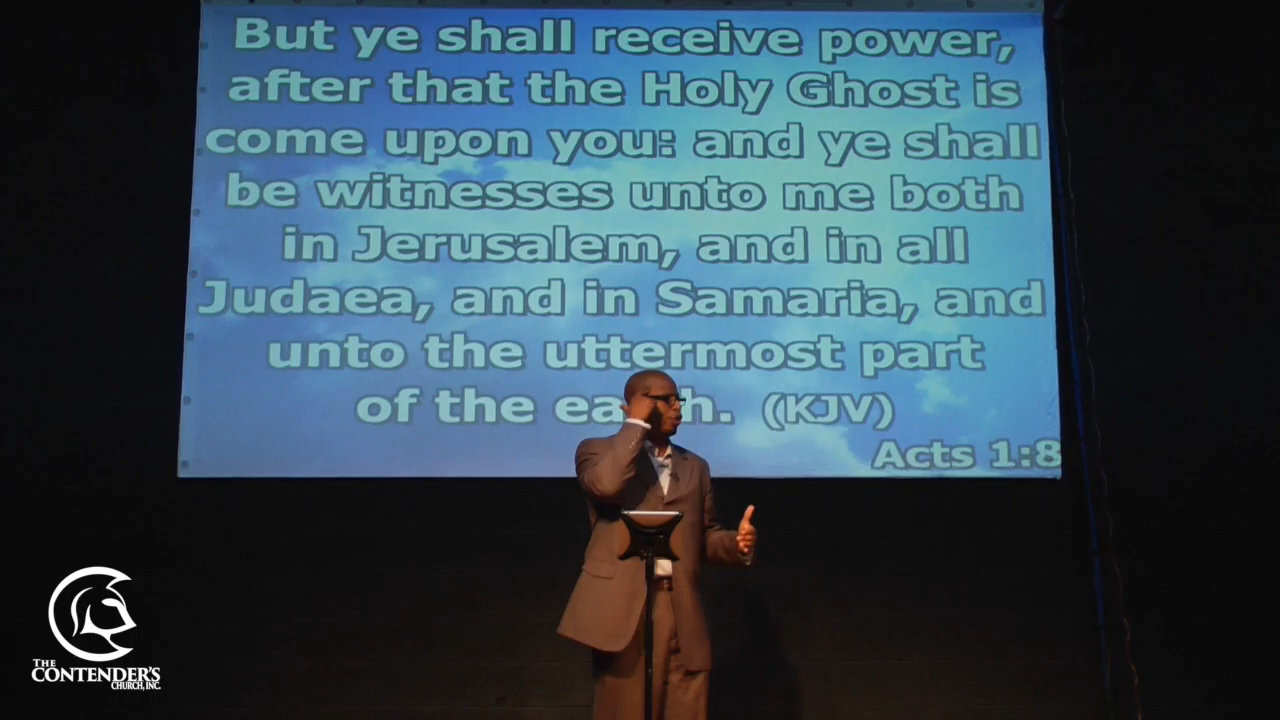 But ye shall receive power,
after that the Holy Ghost is
come upon you: and ye shall
be witnesses unto me both
in Jerusalem, and in all
Judaea, and in Samaria, and
unto the uttermost part
of the ea h. (KJV)
Acts 1:8
THE
CONTENDER'S
CHURCH, INC.